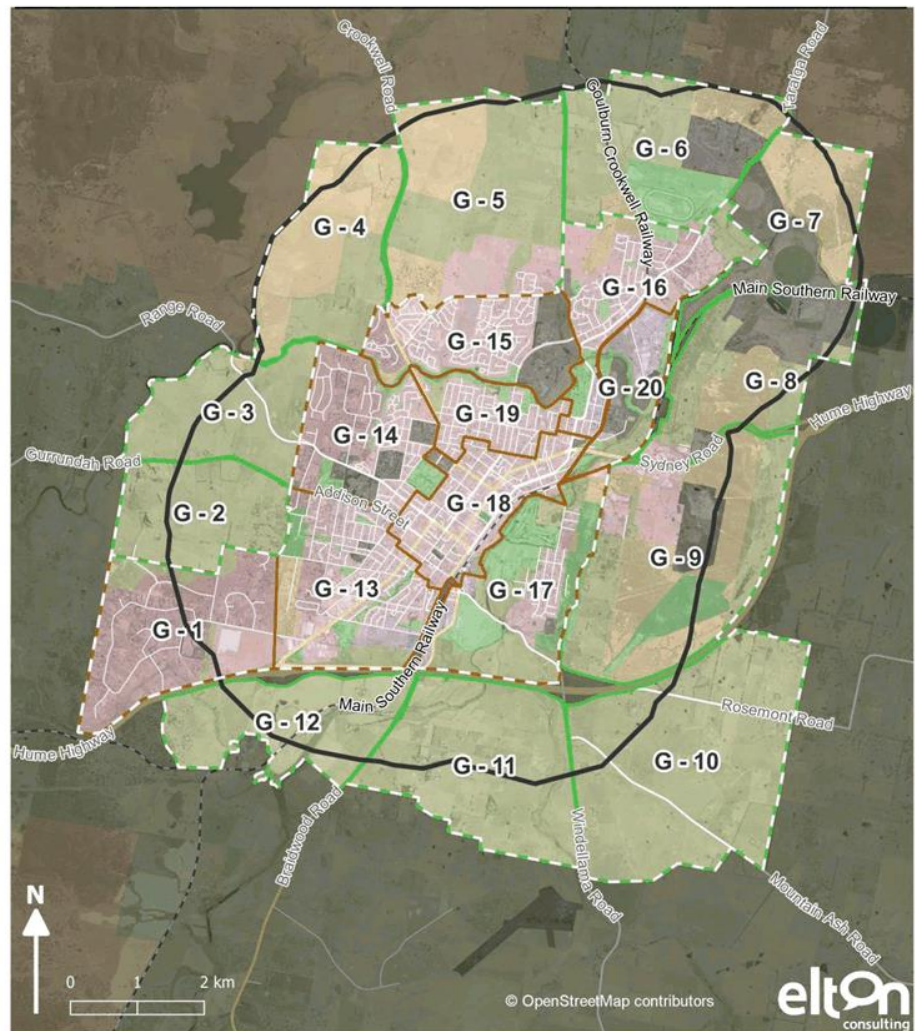 Crookwell Road
Goulburn-Crookwell Railway
Taralga Road
G - 6
G - 5
G - 4
G - 7
G - 16
Main Southern Railway
Range Road
G - 15
G - 20
G - 8
Hume Highway
G - 3
G - 19
G - 14
Gurrundah Road
Sydney Road
Addison Street
G - 18
G - 2
G - 9
G - 13
G - 17
G - 1
Main Southern Railway
Rosemont Road
G - 12
Hume Highway
G - 11
G - 10
Braidwood Road
Windellama Road
Mountain Ash Road
N
0 2 km
© OpenStreetMap contributors
elton
consulting